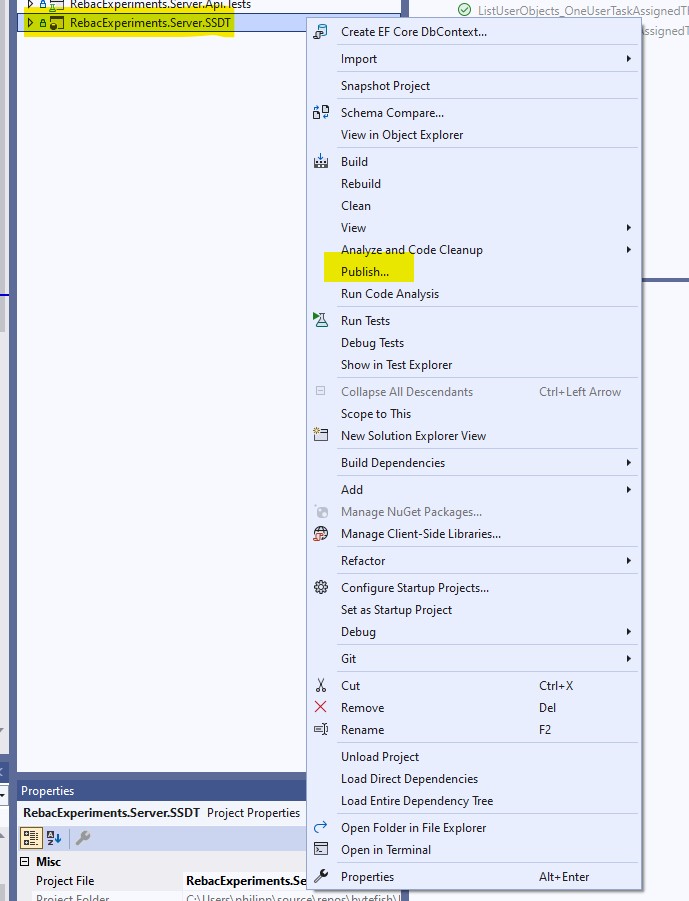 RebacExperiments.Server.Api.Tests
RebacExperiments.Server.SSDT
ListUserObjects_OneUserTaskAssignedTl
ssignedT
Create EF Core DbContext...
Import
Snapshot Project
Schema Compare...
View in Object Explorer
Build
Rebuild
Clean
View
Analyze and Code Cleanup
Publish...
Run Code Analysis
Run Tests
Debug Tests
Show in Test Explorer
Collapse All Descendants Ctrl+Left Arrow
Scope to This
New Solution Explorer View
Build Dependencies
Add
Manage NuGet Packages...
Manage Client-Side Libraries...
Refactor
Configure Startup Projects...
Set as Startup Project
Debug
Git
Cut Ctrl+X
Remove Del
Rename F2
Unload Project
Load Direct Dependencies
Load Entire Dependency Tree
Open Folder in File Explorer
Open in Terminal
Properties Alt+Enter
Properties
RebacExperiments.Server.SSDT Project Properties
Misc
Project File RebacExperiments.Se
Project Folder C:\Users\philipp\source\repos\bytefish\